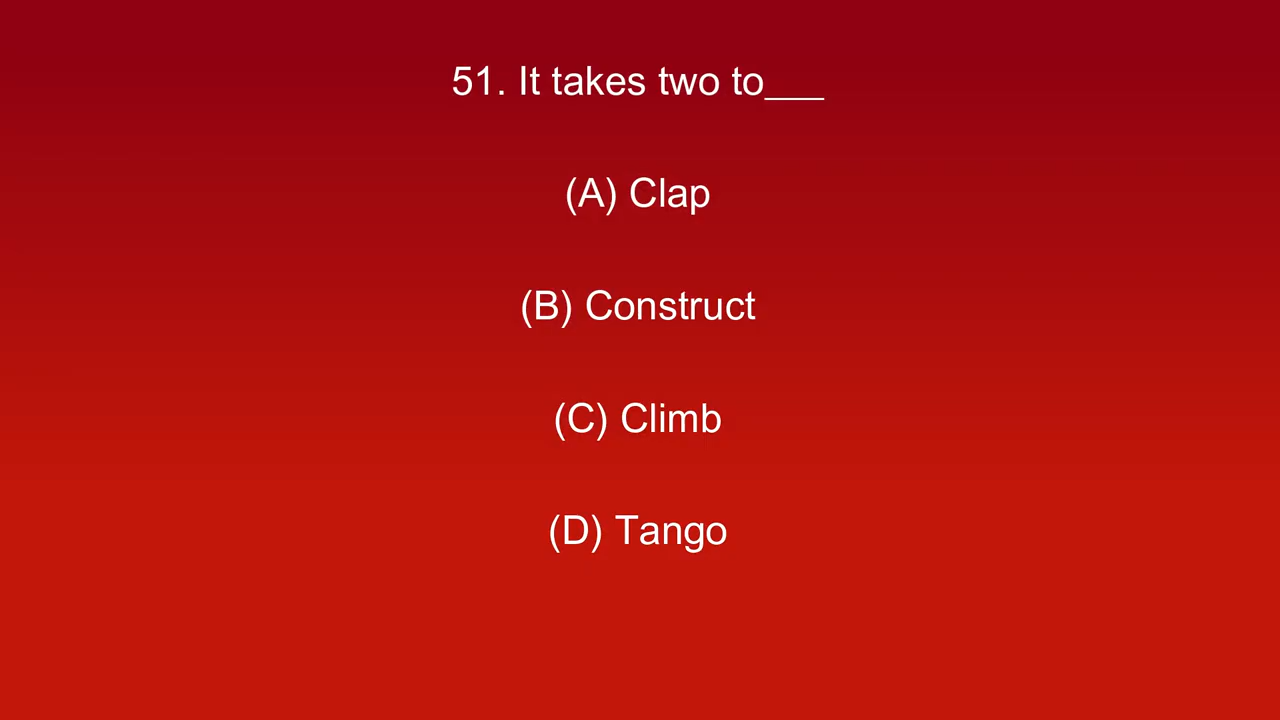 51. It takes two to___
(A) Clap
(B) Construct
(C) Climb
(D) Tango